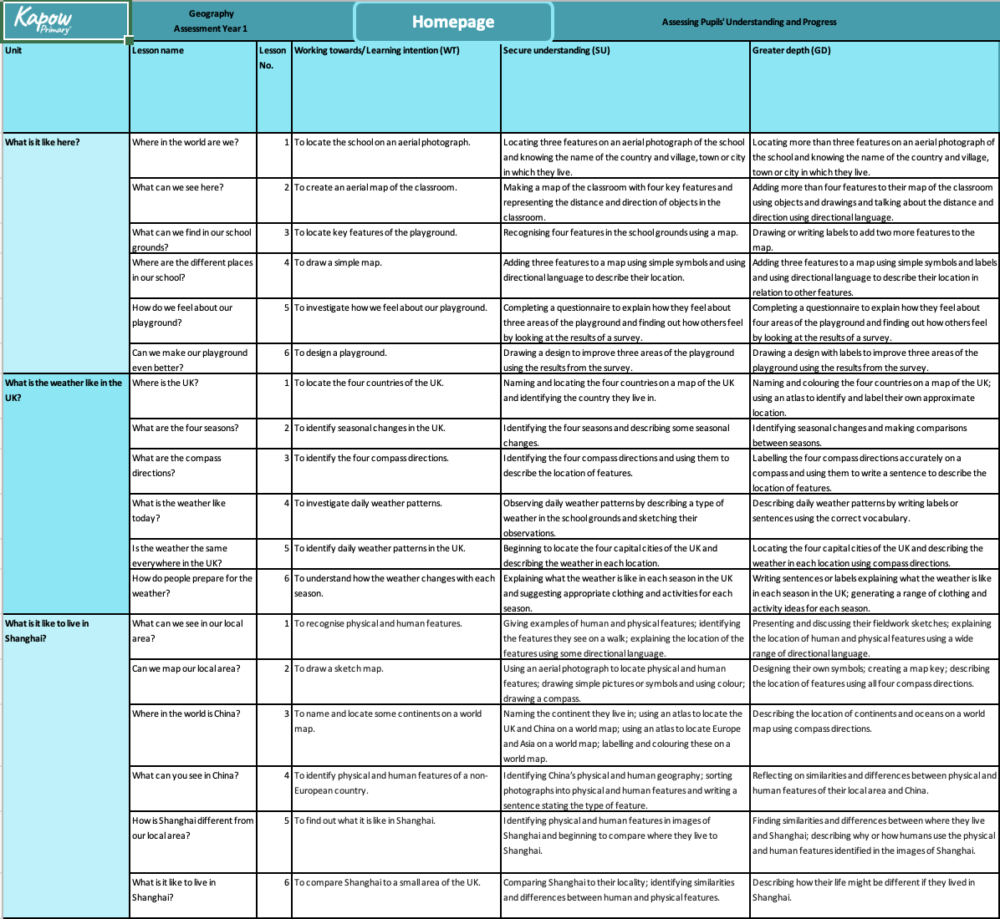 Kapow
Primary
Geography
Assessment Year 1
Homepage
Assessing Pupils' Understanding and Progress
Unit
Lesson name
Lesson
No.
Working towards/ Learning intention (WT)
Secure understanding (SU)
Greater depth (GD)
What is it like here?
Where in the world are we?
1
To locate the school on an aerial photograph.
Locating three features on an aerial photograph of the school
and knowing the name of the country and village, town or city
in which they live.
Locating more than three features on an aerial photograph of
the school and knowing the name of the country and village,
town or city in which they live.
What can we see here?
2
To create an aerial map of the classroom.
Making a map of the classroom with four key features and
representing the distance and direction of objects in the
classroom.
Adding more than four features to their map of the classroom
using objects and drawings and talking about the distance and
direction using directional language.
What can we find in our school
grounds?
3
To locate key features of the playground.
Recognising four features in the school grounds using a map.
Drawing or writing labels to add two more features to the
map.
Where are the different places
in our school?
4
To draw a simple map.
Adding three features to a map using simple symbols and using
directional language to describe their location.
Adding three features to a map using simple symbols and labels
and using directional language to describe their location in
relation to other features.
How do we feel about our
playground?
5
To investigate how we feel about our playground.
Completing a questionnaire to explain how they feel about
three areas of the playground and finding out how others feel
by looking at the results of a survey.
Completing a questionnaire to explain how they feel about
four areas of the playground and finding out how others feel
by looking at the results of a survey.
Can we make our playground
even better?
6
To design a playground.
Drawing a design to improve three areas of the playground
using the results from the survey.
Drawing a design with labels to improve three areas of the
playground using the results from the survey.
What is the weather like in the
UK?
Where is the UK?
1
To locate the four countries of the UK.
Naming and locating the four countries on a map of the UK
and identifying the country they live in.
Naming and colouring the four countries on a map of the UK;
using an atlas to identify and label their own approximate
location.
What are the four seasons?
2
To identify seasonal changes in the UK.
Identifying the four seasons and describing some seasonal
changes.
Identifying seasonal changes and making comparisons
between seasons.
What are the compass
directions?
3
To identify the four compass directions.
Identifying the four compass directions and using them to
describe the location of features.
Labelling the four compass directions accurately on a
compass and using them to write a sentence to describe the
location of features.
What is the weather like
today?
4
To investigate daily weather patterns.
Observing daily weather patterns by describing a type of
weather in the school grounds and sketching their
observations.
Describing daily weather patterns by writing labels or
sentences using the correct vocabulary.
Is the weather the same
everywhere in the UK?
5
To identify daily weather patterns in the UK.
Beginning to locate the four capital cities of the UK and
describing the weather in each location.
Locating the four capital cities of the UK and describing the
weather in each location using compass directions.
How do people prepare for the
weather?
6
To understand how the weather changes with each
season.
Explaining what the weather is like in each season in the UK
and suggesting appropriate clothing and activities for each
season.
Writing sentences or labels explaining what the weather is like
in each season in the UK; generating a range of clothing and
activity ideas for each season.
What is it like to live in
Shanghai?
What can we see in our local
area?
1
To recognise physical and human features.
Giving examples of human and physical features; identifying
the features they see on a walk; explaining the location of the
features using some directional language.
Presenting and discussing their fieldwork sketches; explaining
the location of human and physical features using a wide
range of directional language.
Can we map our local area?
2
To draw a sketch map.
Using an aerial photograph to locate physical and human
features; drawing simple pictures or symbols and using colour;
drawing a compass.
Designing their own symbols; creating a map key; describing
the location of features using all four compass directions.
Where in the world is China?
3
To name and locate some continents on a world
map.
Naming the continent they live in; using an atlas to locate the
UK and China on a world map; using an atlas to locate Europe
and Asia on a world map; labelling and colouring these on a
world map.
Describing the location of continents and oceans on a world
map using compass directions.
What can you see in China?
4
To identify physical and human features of a non-
European country.
Identifying China's physical and human geography; sorting
photographs into physical and human features and writing a
sentence stating the type of feature.
Reflecting on similarities and differences between physical and
human features of their local area and China.
How is Shanghai different from
our local area?
5
To find out what it is like in Shanghai.
Identifying physical and human features in images of
Shanghai and beginning to compare where they live to
Shanghai.
Finding similarities and differences between where they live
and Shanghai; describing why or how humans use the physical
and human features identified in the images of Shanghai.
What is it like to live in
Shanghai?
6
To compare Shanghai to a small area of the UK.
Comparing Shanghai to their locality; identifying similarities
and differences between human and physical features.
Describing how their life might be different if they lived in
Shanghai.